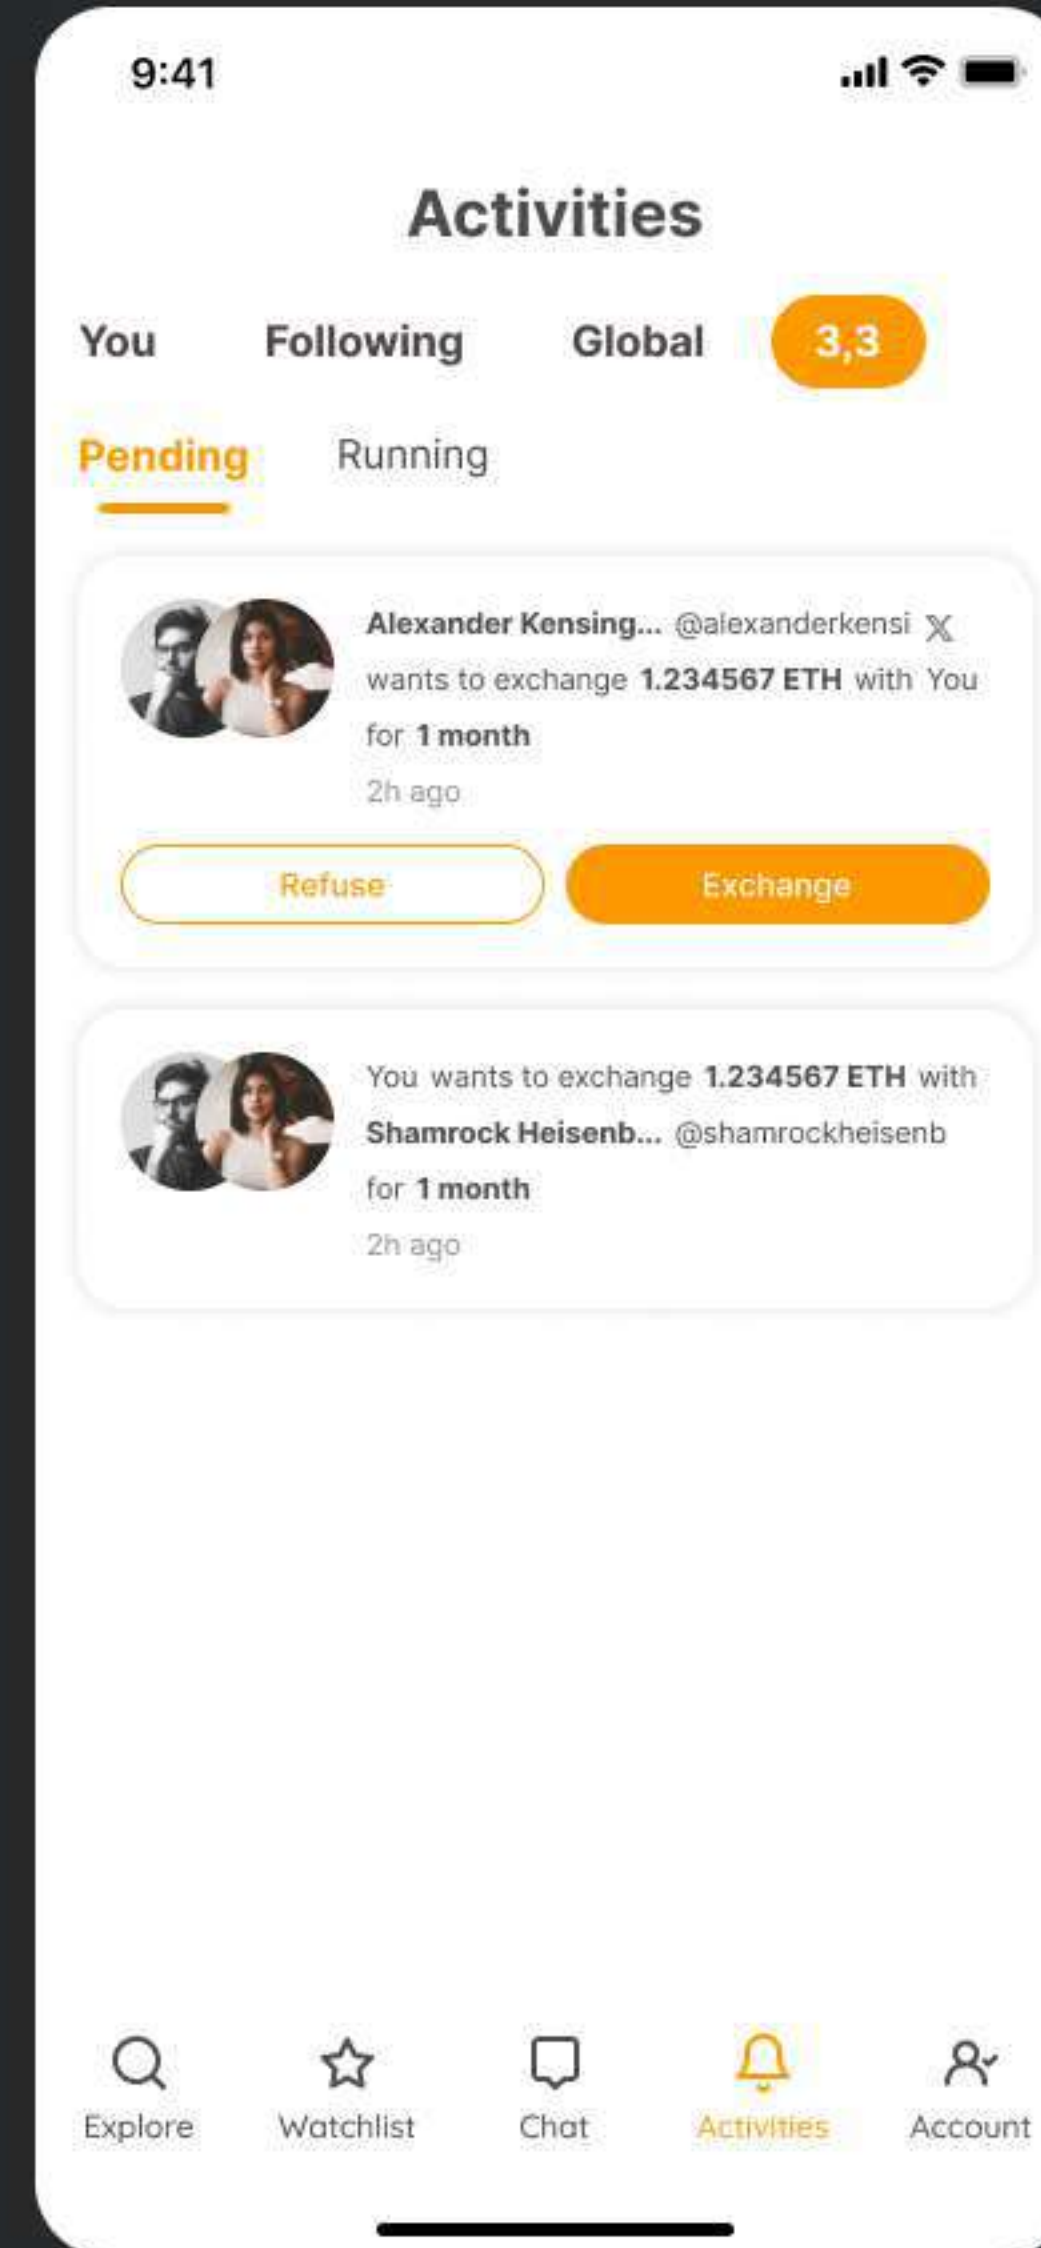 9:41
Activities
You Following Global 3,3
Pending Running
Alexander Kensing... @alexanderkensi X
wants to exchange 1.234567 ETH with You
for 1 month
2h ago
Refuse Exchange
You wants to exchange 1.234567 ETH with
Shamrock Heisenb... @shamrockheisenb
for 1 month
2h ago
Explore Watchlist Chat Activities Account